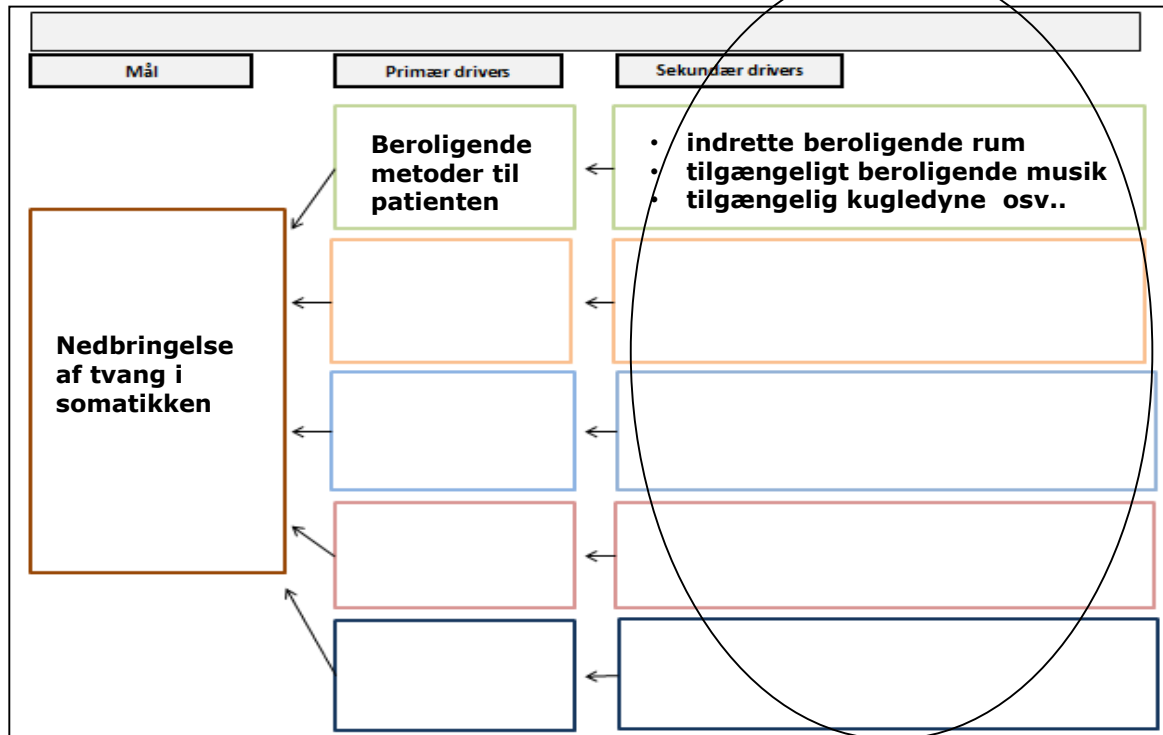 Mål
Primær drivers
Sekundær drivers
Beroligende
metoder til
patienten
• indrette beroligende rum
• tilgængeligt beroligende musik
• tilgængelig kugledyne osv..
Nedbringelse
af tvang i
somatikken